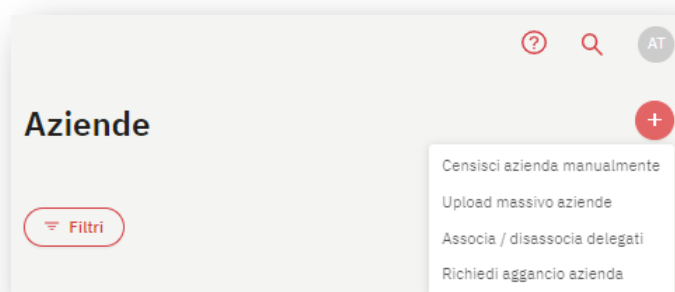 ?
AT
Aziende
+
Censisci azienda manualmente
Upload massivo aziende
Filtri
Associa / disassocia delegati
Richiedi aggancio azienda